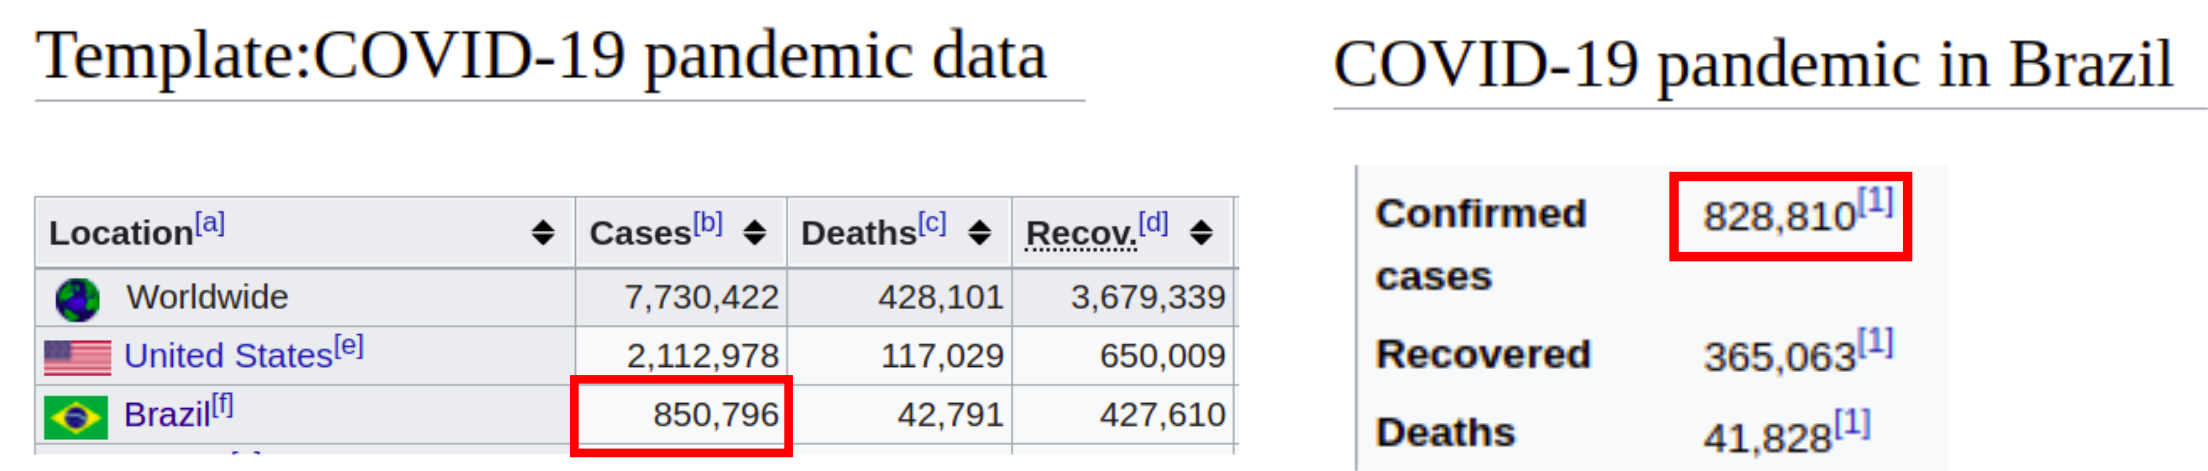 Template:COVID-19 pandemic data
Location[a] Cases[b] Deaths[c] Recov.[d]
Worldwide 7,730,422 428,101 3,679,339
United States[e] 2,112,978 117,029 650,009
Brazil[f] 850,796 42,791 427,610
COVID-19 pandemic in Brazil
Confirmed 828,810[1]
cases
Recovered 365,063[1]
Deaths 41,828[1]